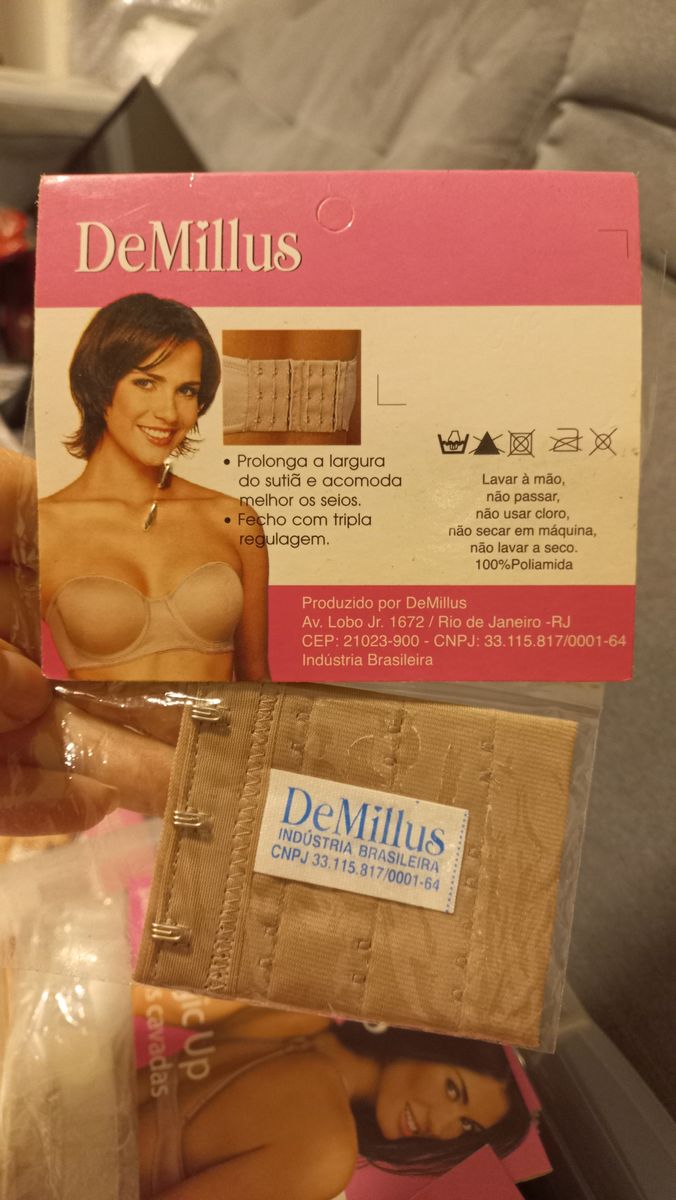 DeMillus
• Prolonga a largura
do sutiã e acomoda
melhor os seios.
• Fecho com tripla
regulagem.
Lavar à mão,
não passar,
não usar cloro,
não secar em máquina,
não lavar a seco.
100%Poliamida
Produzido por DeMillus
Av. Lobo Jr. 1672 / Rio de Janeiro -RJ
CEP: 21023-900 - CNPJ: 33.115.817/0001-64
Indústria Brasileira
DeMillus
INDÚSTRIA BRASILEIRA
CNPJ 33.115.817/0001-64
Up
cavadas